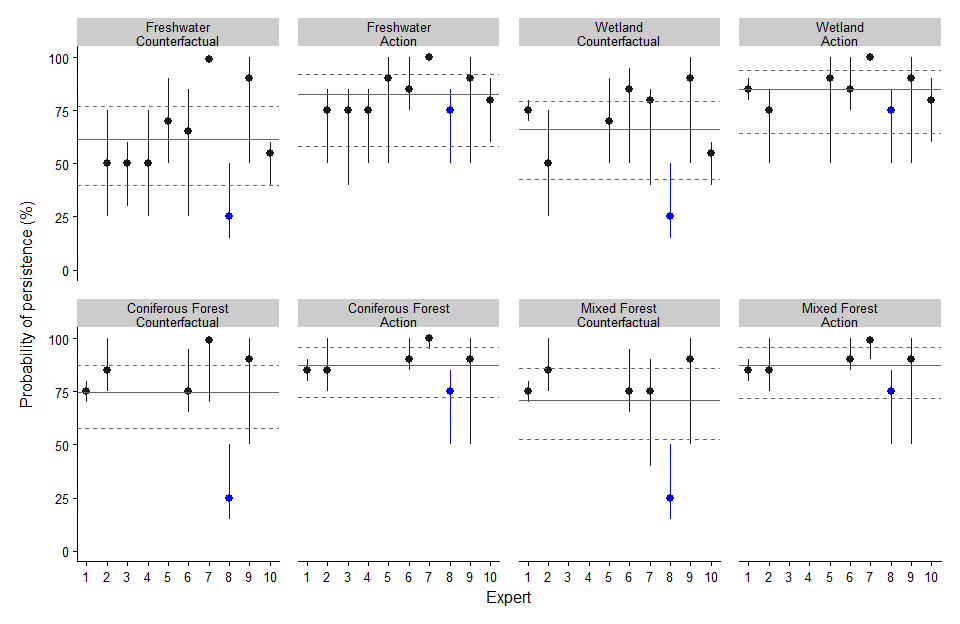 Freshwater
Counterfactual
Freshwater
Action
Wetland
Counterfactual
Wetland
Action
100
75
50
25
0
Probability of persistence (%)
Coniferous Forest
Counterfactual
Coniferous Forest
Action
Mixed Forest
Counterfactual
Mixed Forest
Action
100
75
50
25
0
1 2 3 4 5 6 7 8 9 10
1 2 3 4 5 6 7 8 9 10
1 2 3 4 5 6 7 8 9 10
1 2 3 4 5 6 7 8 9 10
Expert